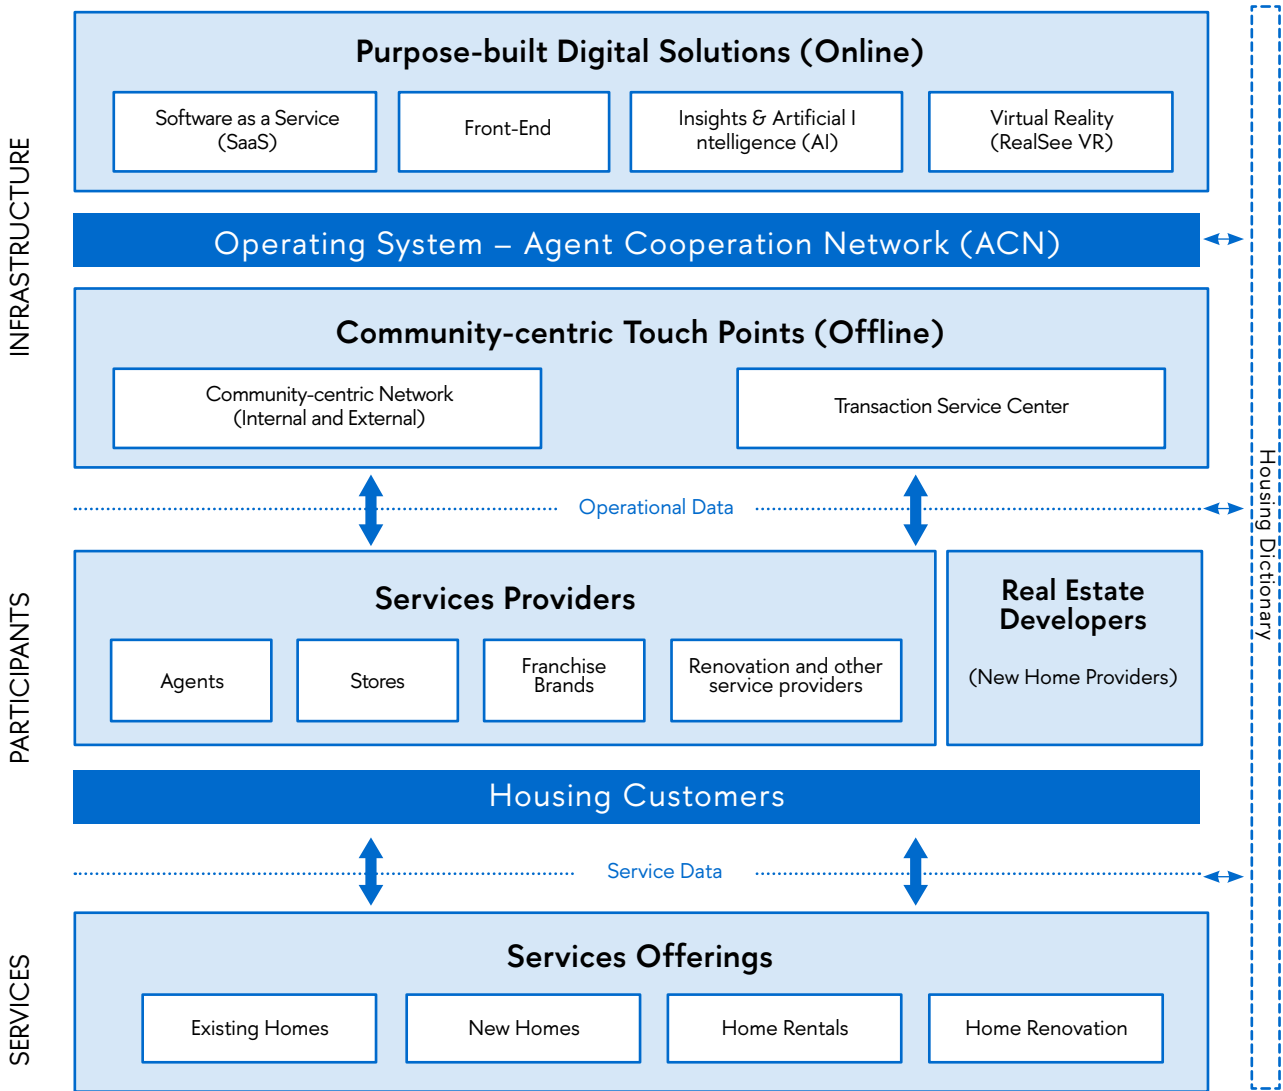 INFRASTRUCTURE
Purpose-built Digital Solutions (Online)
Software as a Service
(SaaS)
Front-End
Insights & Artificial I
ntelligence (AI)
Virtual Reality
(RealSee VR)
Operating System – Agent Cooperation Network (ACN)
Community-centric Touch Points (Offline)
Community-centric Network
(Internal and External)
Transaction Service Center
Operational Data
PARTICIPANTS
Services Providers
Agents
Stores
Franchise
Brands
Renovation and other
service providers
Real Estate
Developers
(New Home Providers)
Housing Customers
Service Data
SERVICES
Services Offerings
Existing Homes
New Homes
Home Rentals
Home Renovation
Housing Dictionary